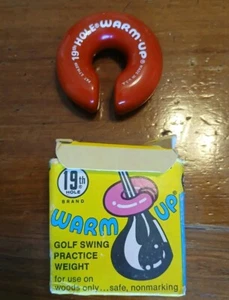 19th HOLE® WARM-UP®
19th
HOLE
BRAND
WARM UP®
GOLF SWING
PRACTICE
WEIGHT
for use on
woods only...safe, nonmarking